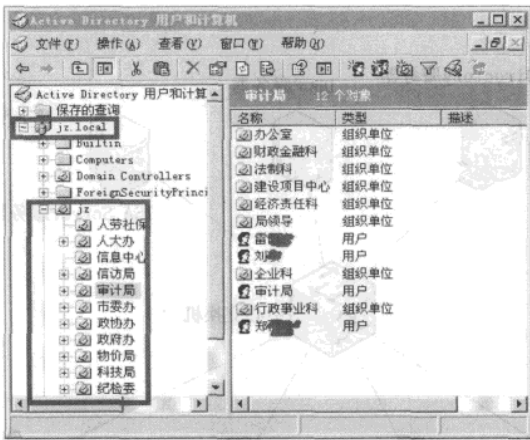 Active Directory 用户和计算机
文件(F) 操作(A) 查看(V) 窗口(W) 帮助(H)
Active Directory 用户和计算
保存的查询
jz.local
Builtin
Computers
Domain Controllers
ForeignSecurityPrinci
jz
人劳社保
人大办
信息中心
信访局
审计局
市委办
政协办
政府办
物价局
科技局
纪检委
审计局 12 个对象
名称 类型 描述
办公室 组织单位
财政金融科 组织单位
法制科 组织单位
建设项目中心 组织单位
经济责任科 组织单位
局领导 组织单位
雷 用户
刘 用户
企业科 组织单位
审计局 用户
行政事业科 组织单位
郑 用户